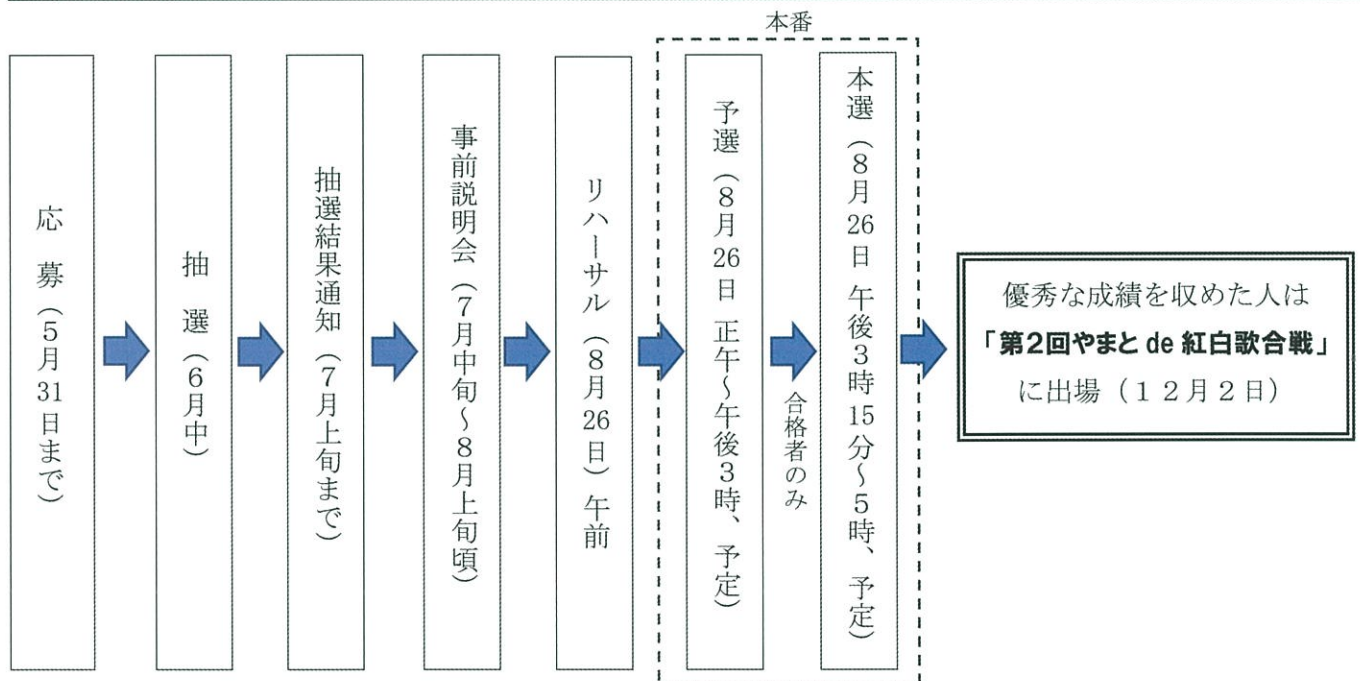 応　募（5月31日まで）
抽　選（6月中）
抽選結果通知（7月上旬まで）
事前説明会（7月中旬～8月上旬頃）
リハーサル（8月26日）午前
本番
予選（8月26日 正午～午後3時、予定）
合格者のみ
本選（8月26日 午後3時15分～5時、予定）
優秀な成績を収めた人は
「第2回やまと de 紅白歌合戦」
に出場（１２月２日）